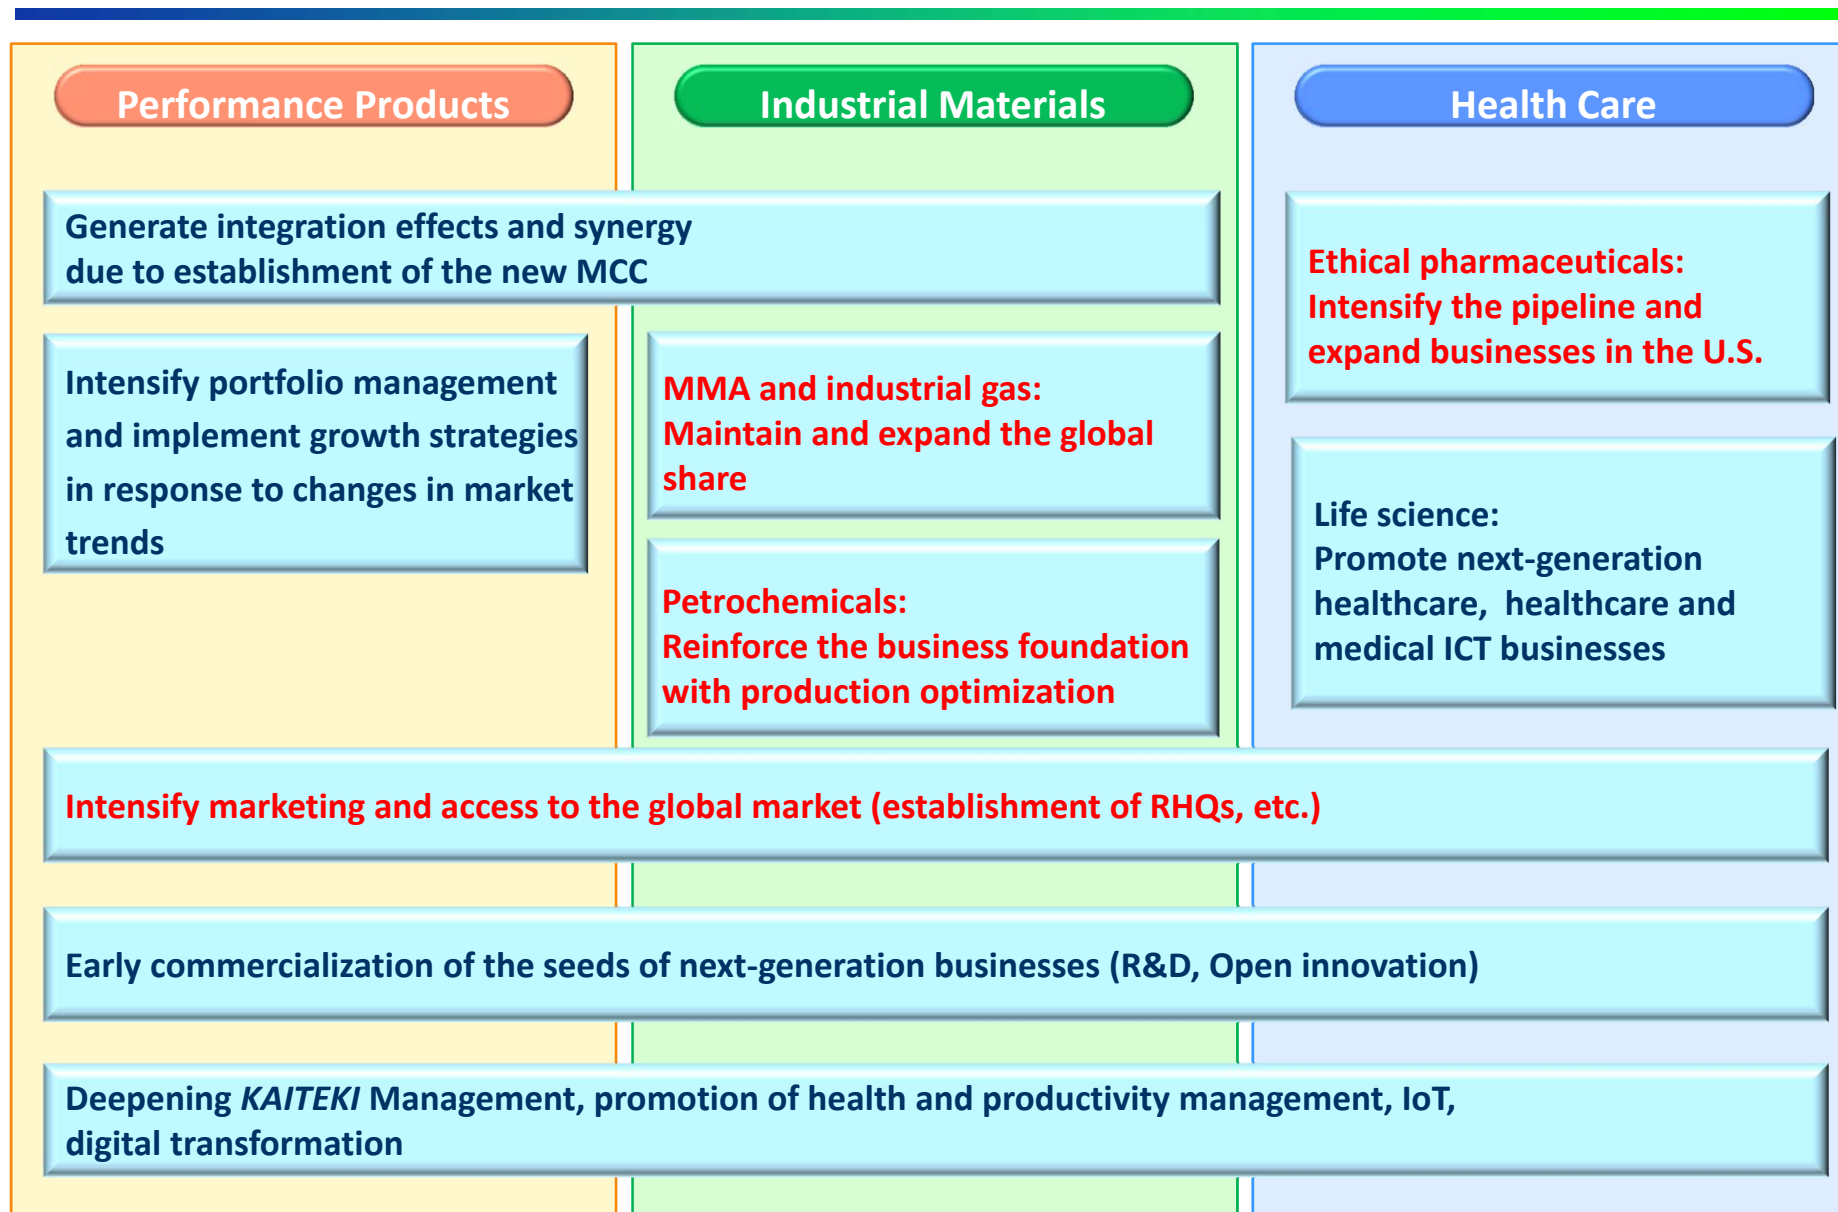 Performance Products
Industrial Materials
Health Care
Generate integration effects and synergy
due to establishment of the new MCC
Ethical pharmaceuticals:
Intensify the pipeline and
expand businesses in the U.S.
Intensify portfolio management
and implement growth strategies
in response to changes in market
trends
MMA and industrial gas:
Maintain and expand the global
share
Life science:
Promote next-generation
healthcare,  healthcare and
medical ICT businesses
Petrochemicals:
Reinforce the business foundation
with production optimization
Intensify marketing and access to the global market (establishment of RHQs, etc.)
Early commercialization of the seeds of next-generation businesses (R&D, Open innovation)
Deepening KAITEKI Management, promotion of health and productivity management, IoT,
digital transformation